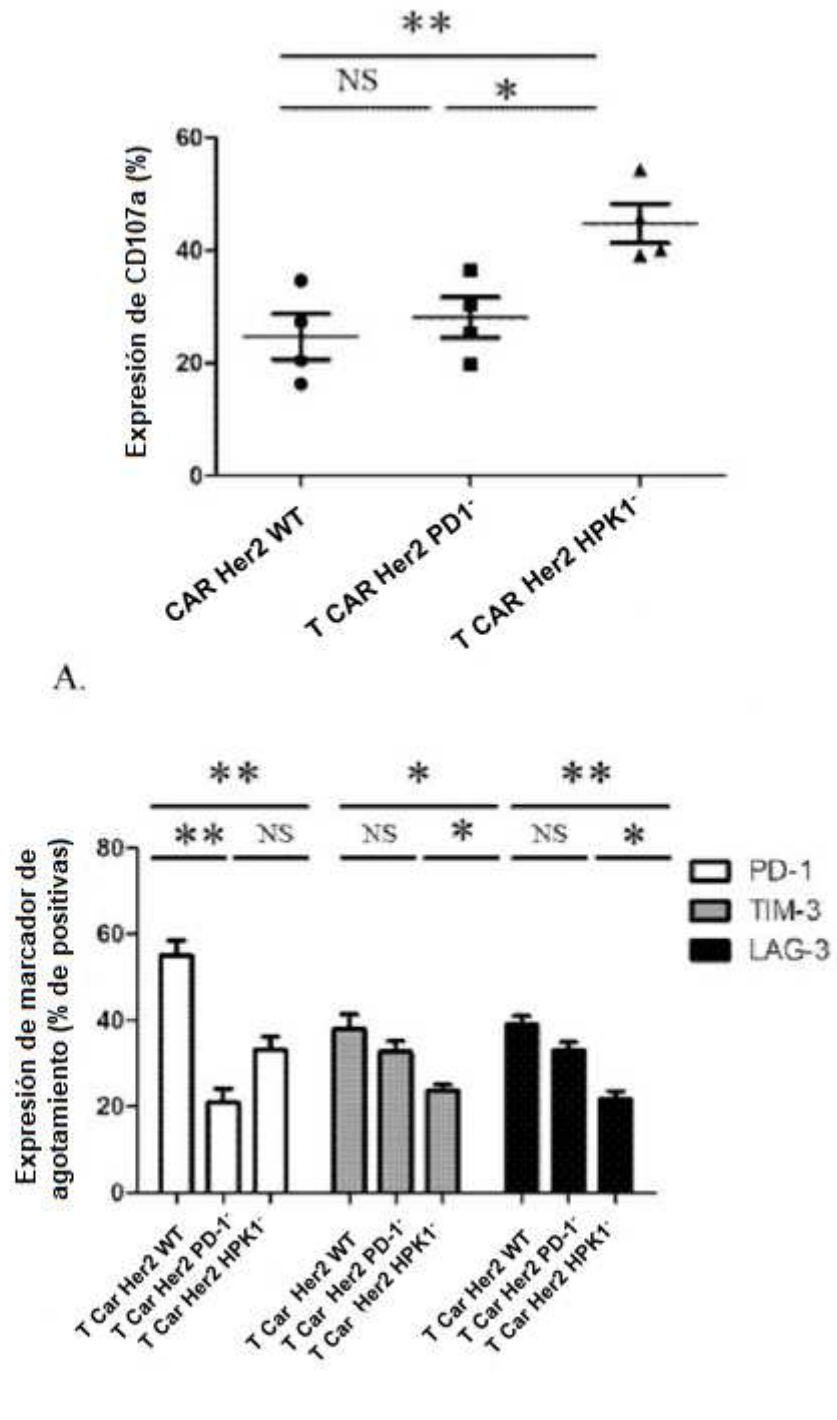 **
NS
*
Expresión de CD107a (%)
60
40
20
0
CAR Her2 WT
T CAR Her2 PD1-
T CAR Her2 HPK1-
A.
** * **
** NS NS * NS *
Expresión de marcador de
agotamiento (% de positivas)
80
60
40
20
0
PD-1
TIM-3
LAG-3
T Car Her2 WT
T Car Her2 PD-1-
T Car Her2 HPK1-
T Car Her2 WT
T Car Her2 PD-1-
T Car Her2 HPK1-
T Car Her2 WT
T Car Her2 PD-1-
T Car Her2 HPK1-